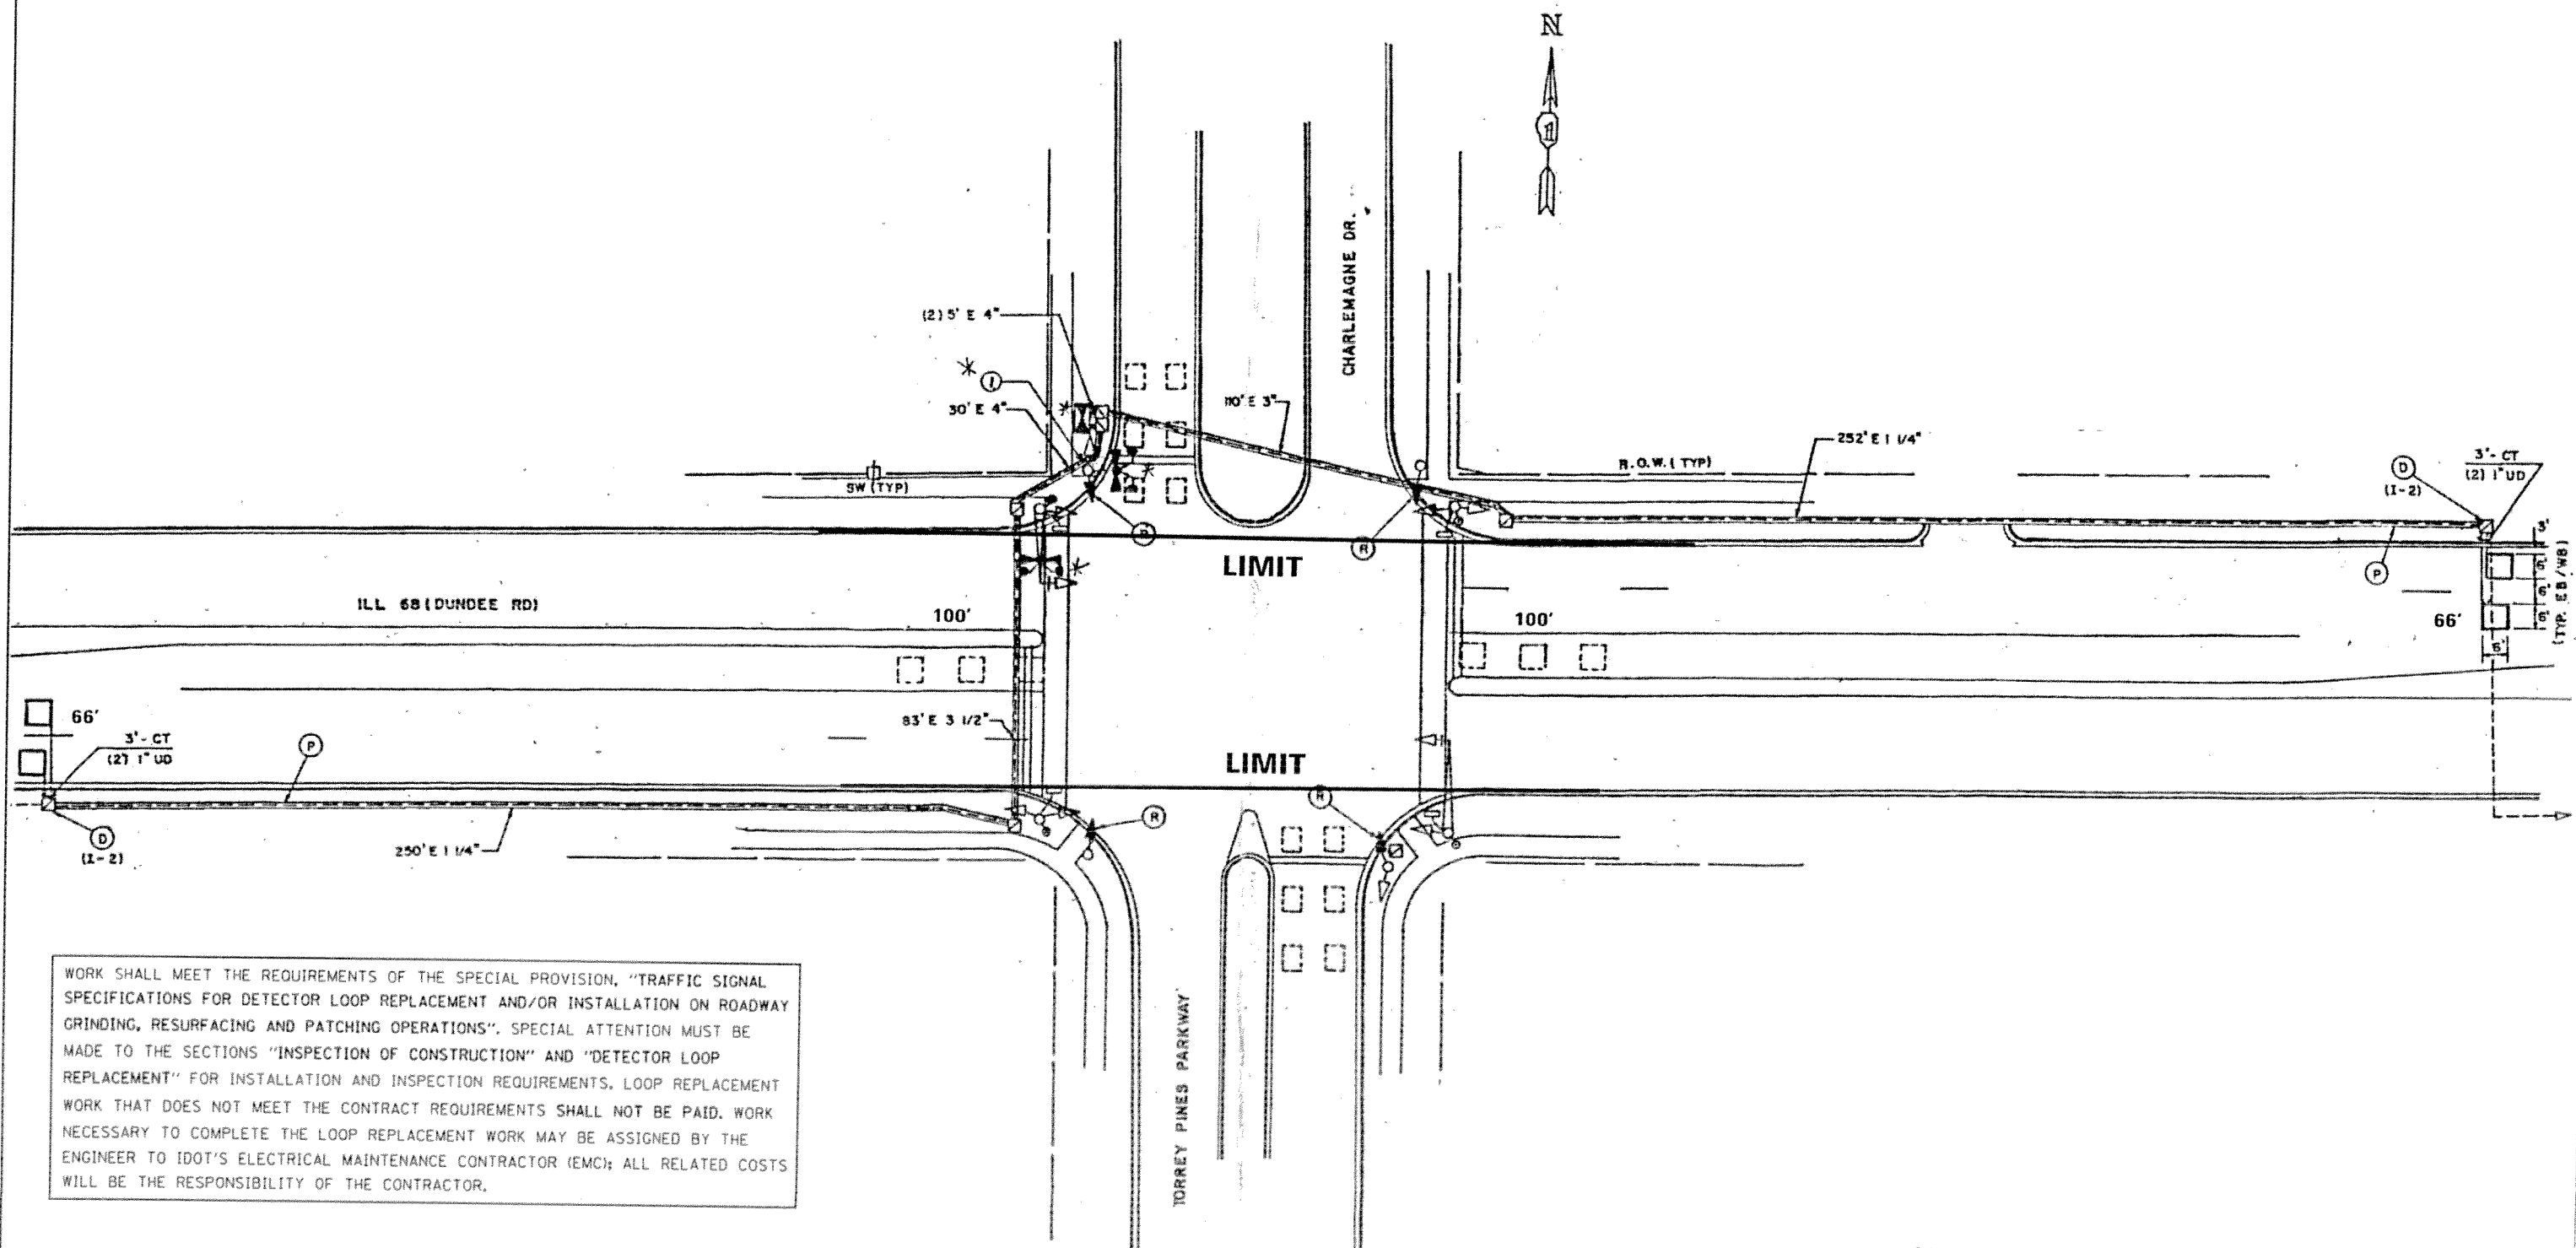 N
1
CHARLEMAGNE DR.
(2) 5' E 4"
1
30' E 4"
110' E 3"
252' E 1 1/4"
R.O.W. (TYP)
SW (TYP)
D
(I-2)
3'- CT
(2) 1" UD
R
R
P
3'
6'
6'
6'
6'
(TYP. EB/WB)
LIMIT
ILL 68 (DUNDEE RD)
100'
100'
66'
66'
83' E 3 1/2"
3'- CT
(2) 1" UD
P
LIMIT
D
(I-2)
250' E 1 1/4"
R
R
TORREY PINES PARKWAY
WORK SHALL MEET THE REQUIREMENTS OF THE SPECIAL PROVISION, "TRAFFIC SIGNAL
SPECIFICATIONS FOR DETECTOR LOOP REPLACEMENT AND/OR INSTALLATION ON ROADWAY
GRINDING, RESURFACING AND PATCHING OPERATIONS". SPECIAL ATTENTION MUST BE
MADE TO THE SECTIONS "INSPECTION OF CONSTRUCTION" AND "DETECTOR LOOP
REPLACEMENT" FOR INSTALLATION AND INSPECTION REQUIREMENTS. LOOP REPLACEMENT
WORK THAT DOES NOT MEET THE CONTRACT REQUIREMENTS SHALL NOT BE PAID. WORK
NECESSARY TO COMPLETE THE LOOP REPLACEMENT WORK MAY BE ASSIGNED BY THE
ENGINEER TO IDOT'S ELECTRICAL MAINTENANCE CONTRACTOR (EMC); ALL RELATED COSTS
WILL BE THE RESPONSIBILITY OF THE CONTRACTOR.